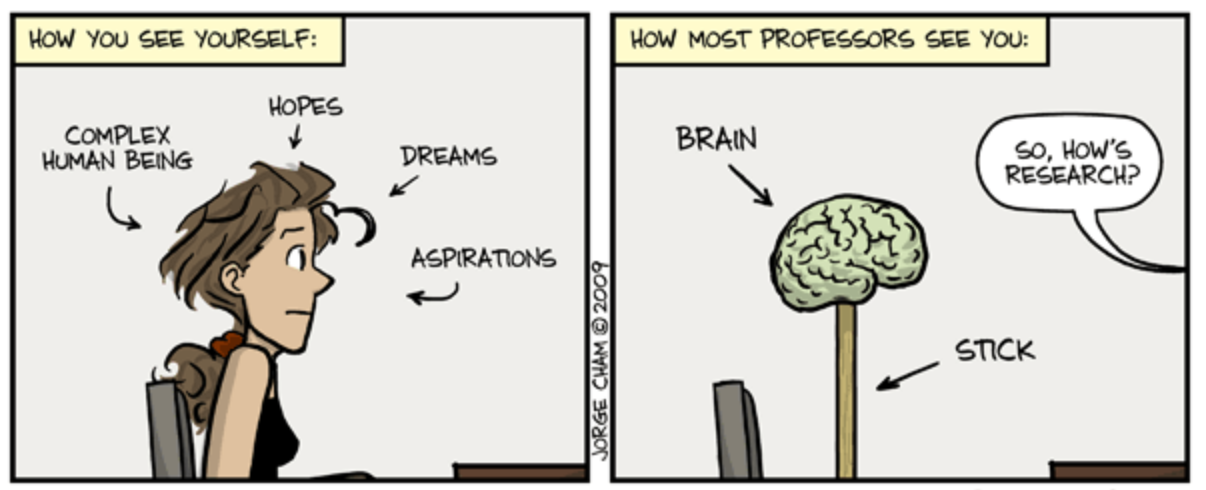 HOW YOU SEE YOURSELF:
HOPES
COMPLEX
HUMAN BEING
DREAMS
ASPIRATIONS
JORGE CHAM © 2009
HOW MOST PROFESSORS SEE YOU:
BRAIN
SO, HOW'S
RESEARCH?
STICK